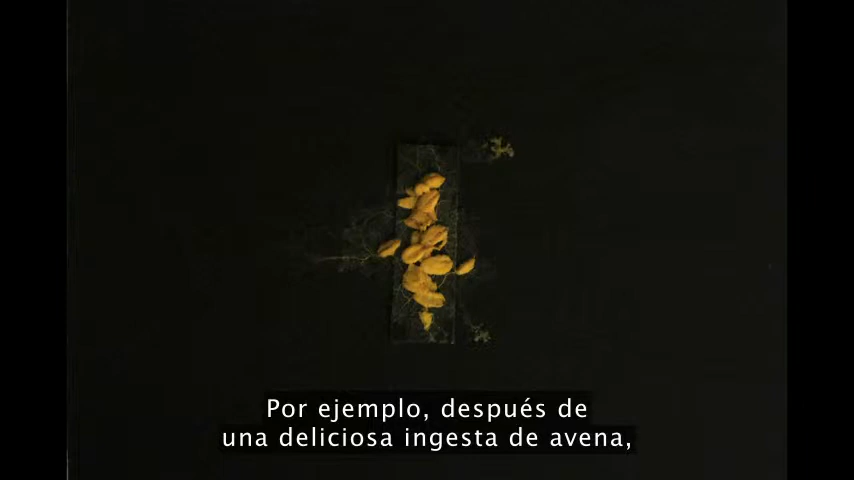 Por ejemplo, después de
una deliciosa ingesta de avena,